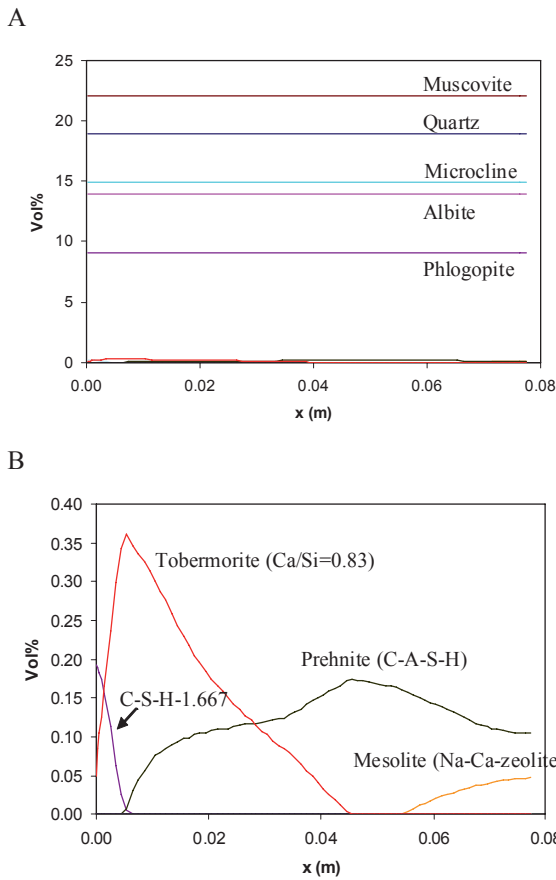 A
25
20
15
10
5
0
Vol%
Muscovite
Quartz
Microcline
Albite
Phlogopite
0.00 0.02 0.04 0.06 0.08
x (m)
B
0.40
0.35
0.30
0.25
0.20
0.15
0.10
0.05
0.00
Vol%
Tobermorite (Ca/Si=0.83)
Prehnite (C-A-S-H)
C-S-H-1.667
Mesolite (Na-Ca-zeolite
0.00 0.02 0.04 0.06 0.08
x (m)